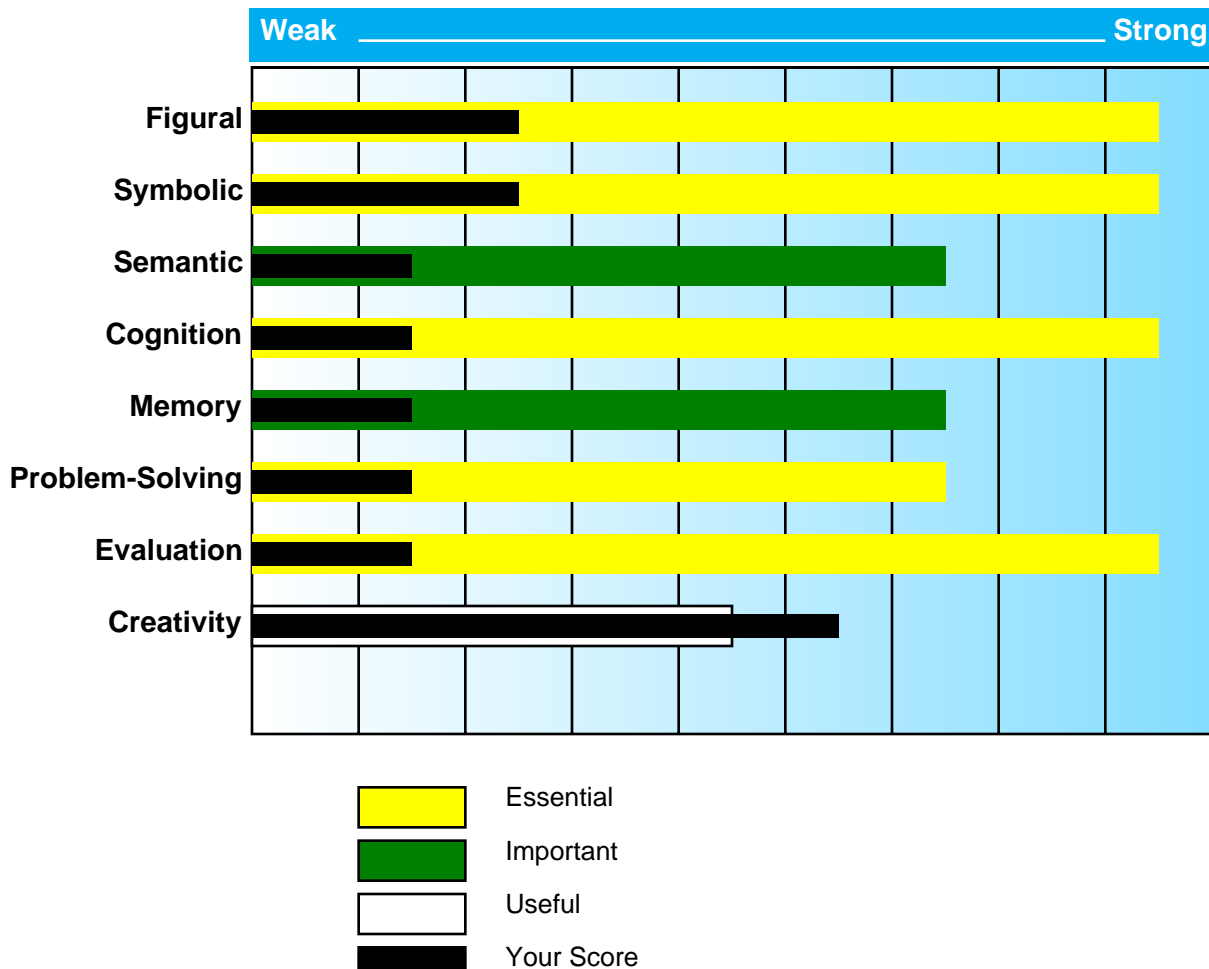 Weak Strong
Figural
Symbolic
Semantic
Cognition
Memory
Problem-Solving
Evaluation
Creativity
Essential
Important
Useful
Your Score